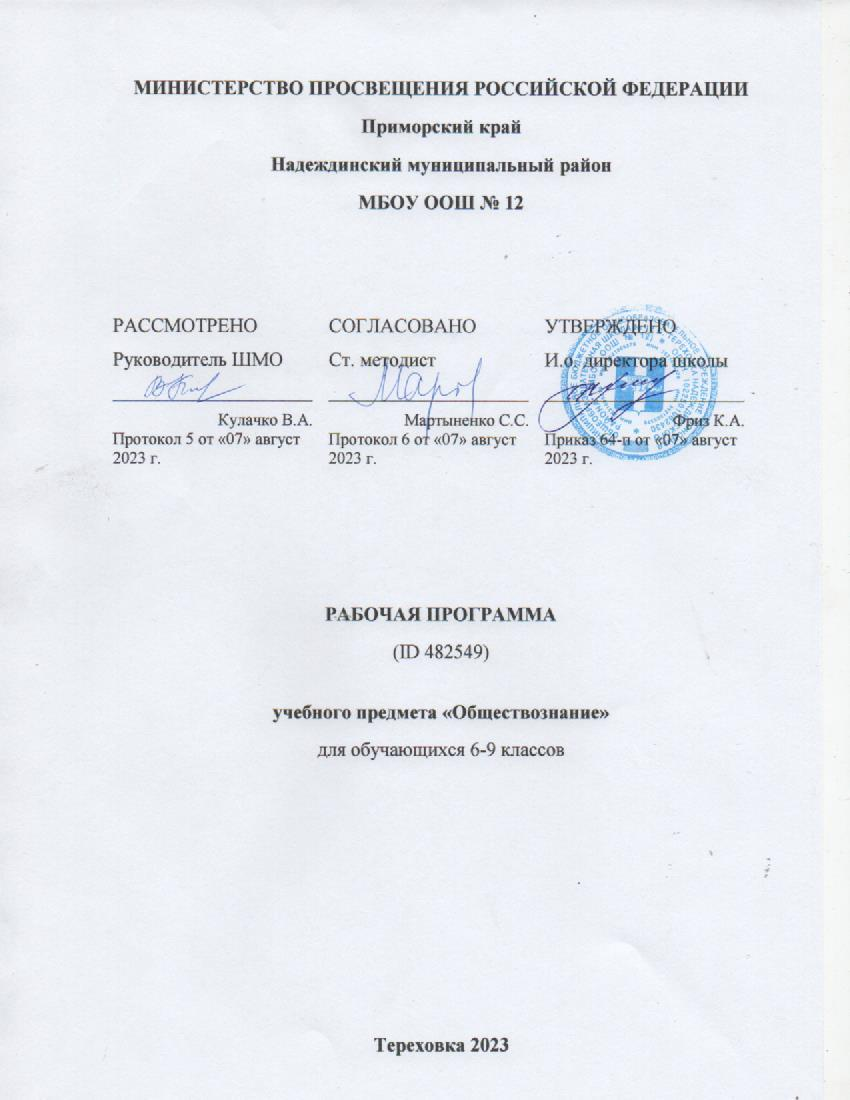 МИНИСТЕРСТВО ПРОСВЕЩЕНИЯ РОССИЙСКОЙ ФЕДЕРАЦИИ
Приморский край
Надеждинский муниципальный район
МБОУ ООШ № 12
РАССМОТРЕНО
Руководитель ШМО
Кулачко В.А.
Протокол 5 от «07» август
2023 г.
СОГЛАСОВАНО
Ст. методист
Мартыненко С.С.
Протокол 6 от «07» август
2023 г.
УТВЕРЖДЕНО
И.о. директора школы
Фриз К.А.
Приказ 64-п от «07» август
2023 г.
РАБОЧАЯ ПРОГРАММА
(ID 482549)
учебного предмета «Обществознание»
для обучающихся 6-9 классов
Тереховка 2023